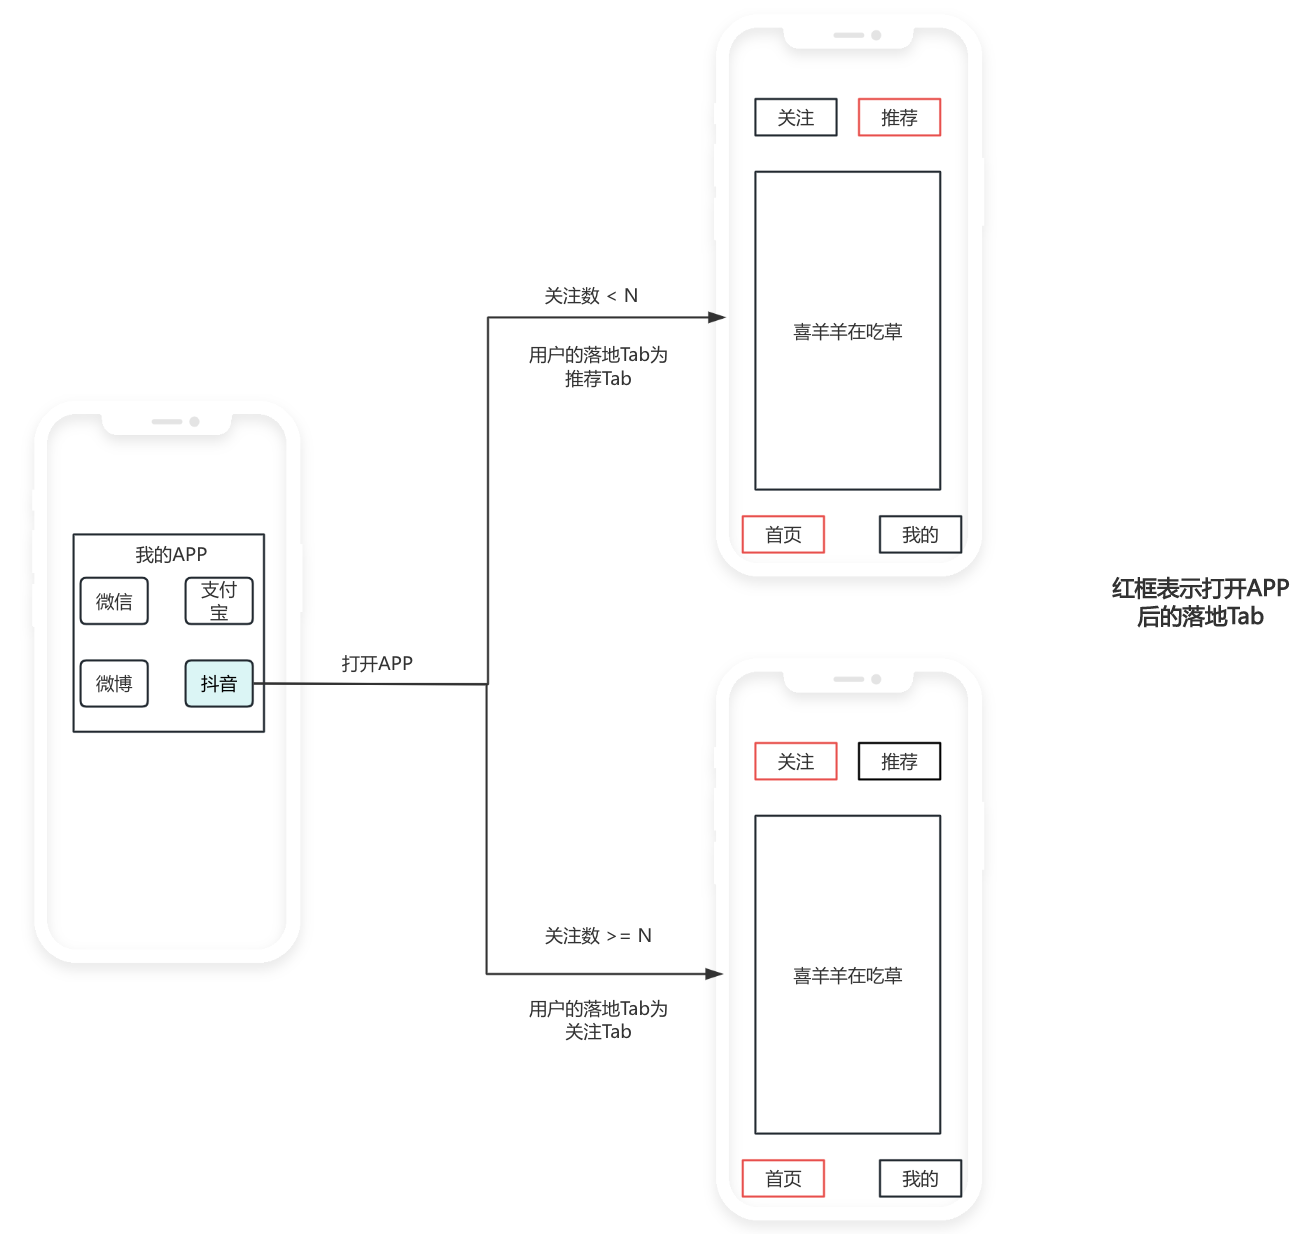 我的APP
微信
支付
宝
微博
抖音
打开APP
关注数 < N
用户的落地Tab为
推荐Tab
关注
推荐
喜羊羊在吃草
首页
我的
红框表示打开APP
后的落地Tab
关注数 >= N
用户的落地Tab为
关注Tab
关注
推荐
喜羊羊在吃草
首页
我的